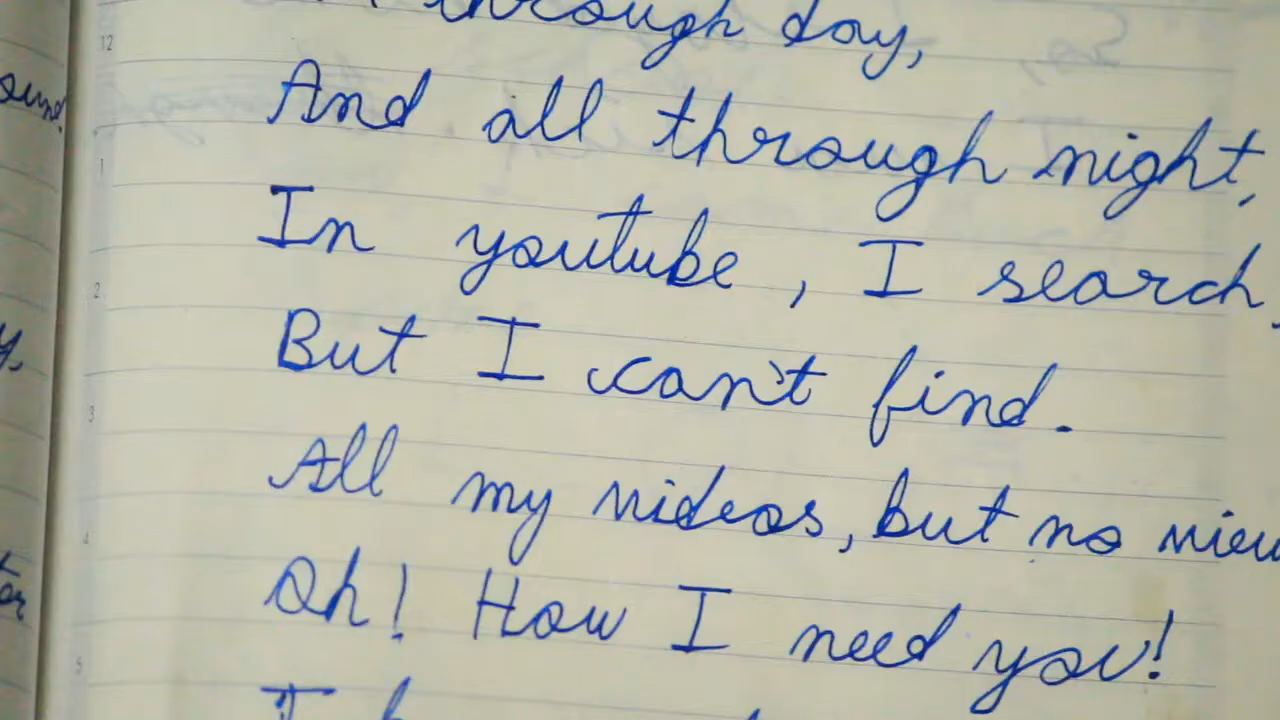 through day,
And all through night,
In youtube, I search,
But I can't find.
All my videos, but no view
Oh! How I need you!
I